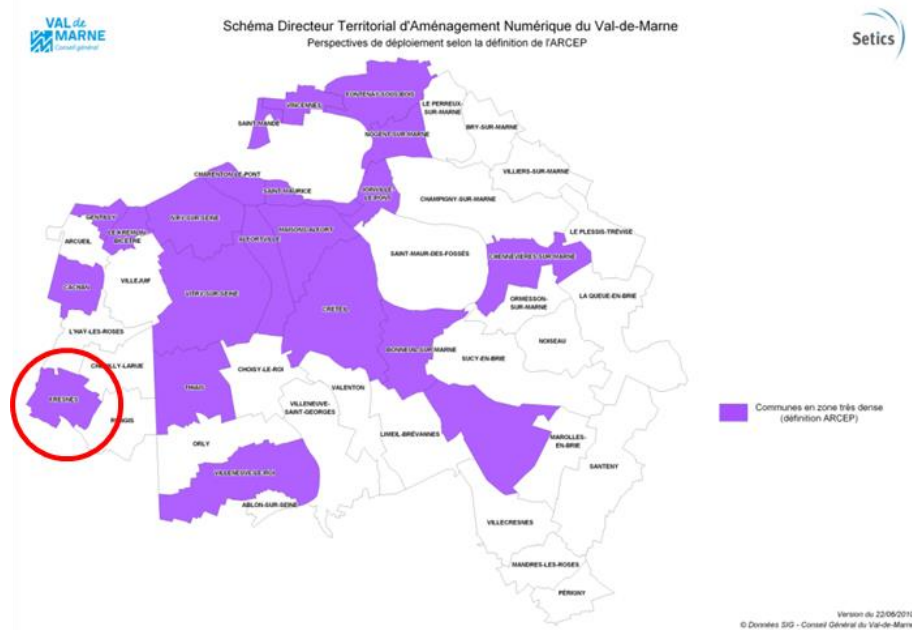 VAL de
MARNE
Conseil général
Schéma Directeur Territorial d'Aménagement Numérique du Val-de-Marne
Perspectives de déploiement selon la définition de l'ARCEP
Setics
FONTENAY-SOUS-BOIS
VINCENNES
LE PERREUX-
SUR-MARNE
SAINT-MANDE
NOGENT-SUR-MARNE
BRY-SUR-MARNE
VILLIERS-SUR-MARNE
CHARENTON-LE-PONT
SAINT-MAURICE
JOINVILLE-
LE-PONT
CHAMPIGNY-SUR-MARNE
GENTILLY
LE KREMLIN-
BICETRE
IVRY-SUR-SEINE
MAISONS-ALFORT
LE PLESSIS-TRÉVISE
ARCUEIL
ALFORTVILLE
SAINT-MAUR-DES-FOSSÉS
CHENNEVIÈRES-SUR-MARNE
CACHAN
VILLEJUIF
VITRY-SUR-SEINE
CRÉTEIL
ORMESSON-
SUR-MARNE
LA QUEUE-EN-BRIE
L'HAY-LES-ROSES
NOISEAU
BONNEUIL-SUR-MARNE
SUCY-EN-BRIE
CHEVILLY-LARUE
CHOISY-LE-ROI
THIAIS
VALENTON
FRESNES
VILLENEUVE-
SAINT-GEORGES
RUNGIS
LIMEIL-BRÉVANNES
MAROLLES-
EN-BRIE
ORLY
SANTENY
VILLENEUVE-LE-ROI
ABLON-SUR-SEINE
VILLECRESNES
MANDRES-LES-ROSES
PÉRIGNY
Communes en zone très dense
(définition ARCEP)
Version du 22/06/2010
© Données SIG - Conseil Général du Val-de-Marne